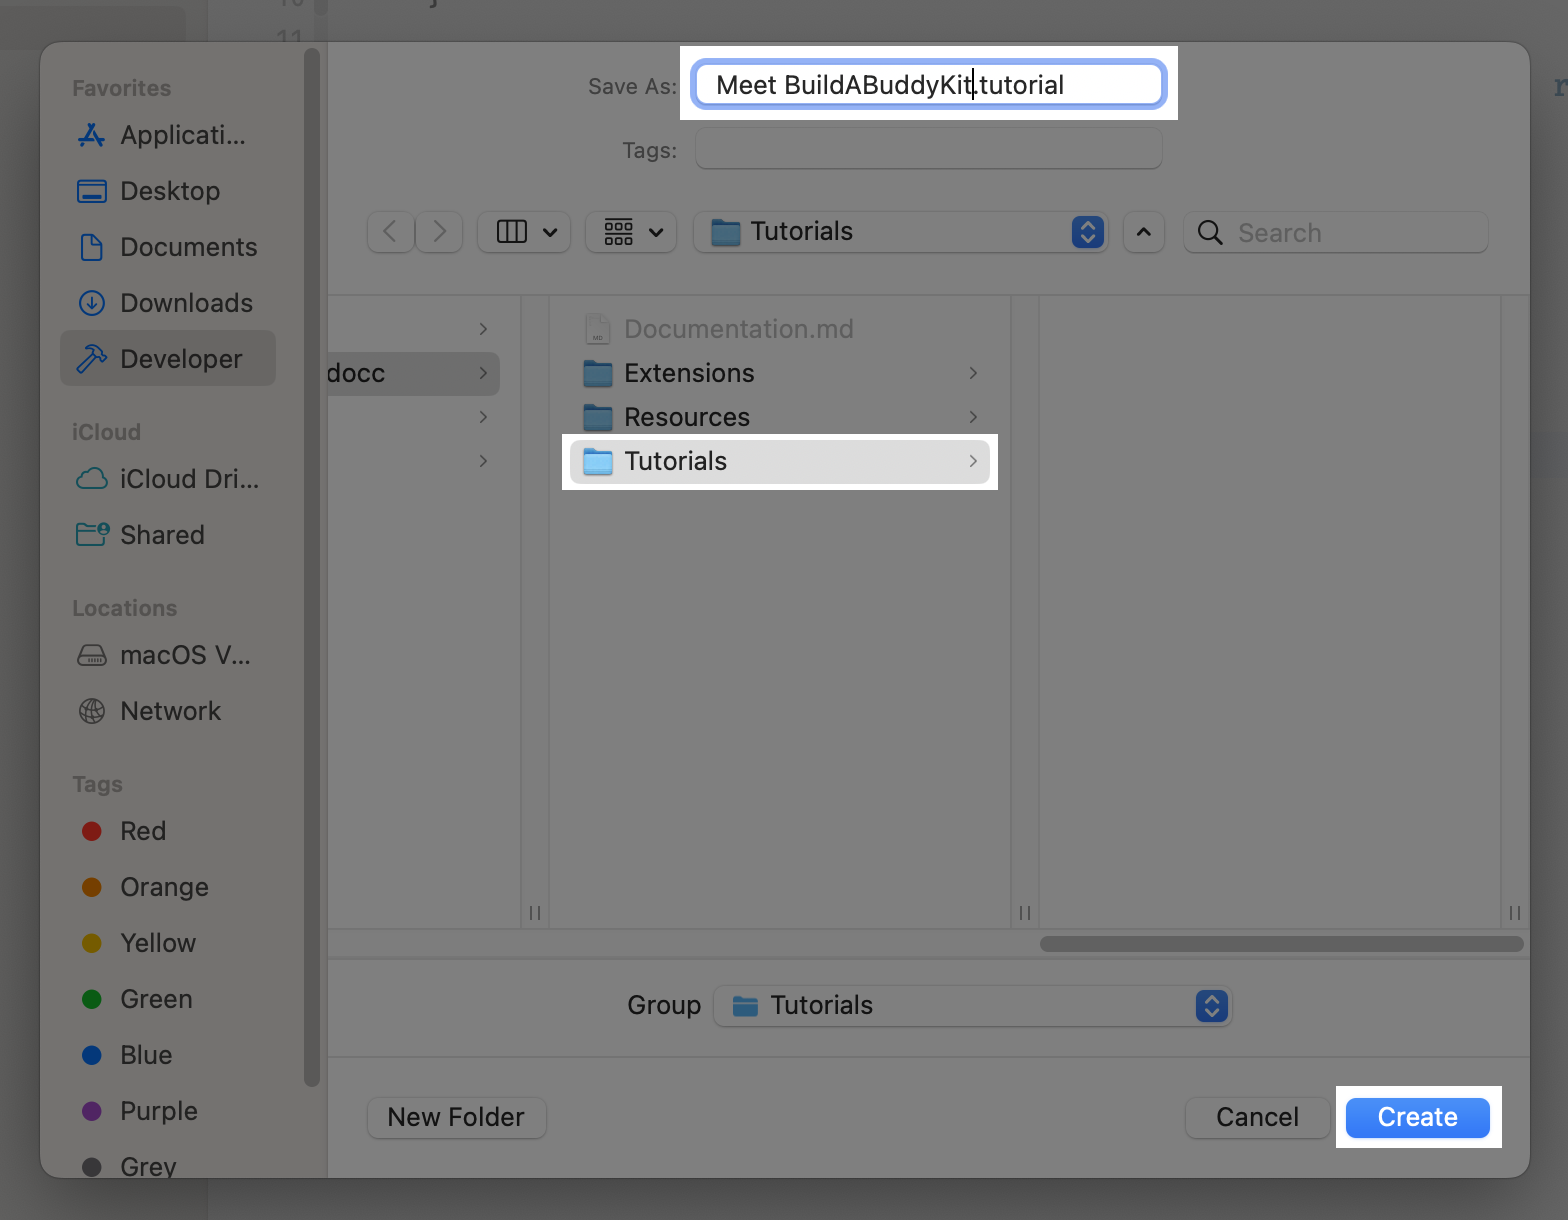 10
}
11
r
Favorites
Applicati...
Desktop
Documents
Downloads
Developer
iCloud
iCloud Dri...
Shared
Locations
macOS V...
Network
Tags
Red
Orange
Yellow
Green
Blue
Purple
Grey
Save As: Meet BuildABuddyKit.tutorial
Tags:
Tutorials
Search
docc
Documentation.md
Extensions
Resources
Tutorials
Group Tutorials
New Folder
Cancel
Create